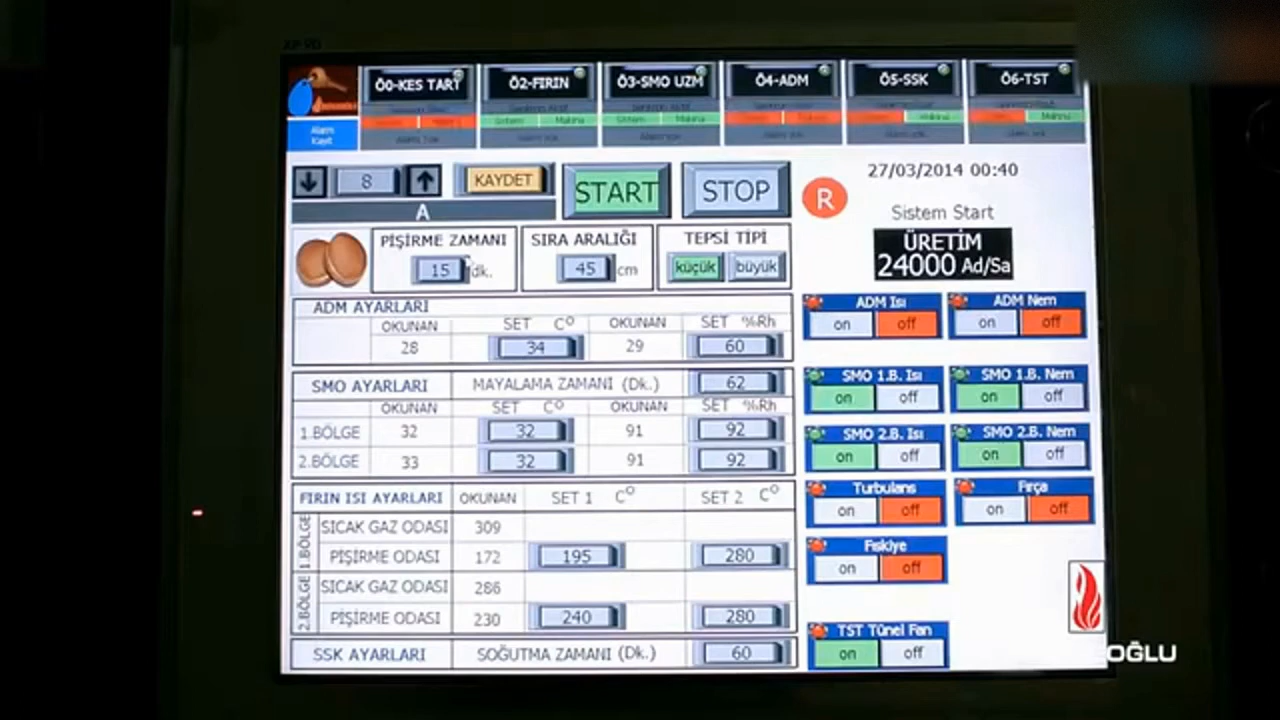 XP 90
Ö0-KES TART Ö2-FIRIN Ö3-SMO UZM Ö4-ADM Ö5-SSK Ö6-TST
Alarm
Kayıt
8 KAYDET START STOP
A
R
27/03/2014 00:40
Sistem Start
ÜRETİM
24000 Ad/Sa
PİŞİRME ZAMANI SIRA ARALIĞI TEPSİ TİPİ
15 dk. 45 cm küçük büyük
ADM AYARLARI
OKUNAN SET C° OKUNAN SET %Rh
28 34 29 60
SMO AYARLARI MAYALAMA ZAMANI (Dk.) 62
OKUNAN SET C° OKUNAN SET %Rh
1.BÖLGE 32 32 91 92
2.BÖLGE 33 32 91 92
FIRIN ISI AYARLARI OKUNAN SET 1 C° SET 2 C°
1.BÖLGE
SICAK GAZ ODASI 309
PİŞİRME ODASI 172 195 280
2.BÖLGE
SICAK GAZ ODASI 286
PİŞİRME ODASI 230 240 280
SSK AYARLARI SOĞUTMA ZAMANI (Dk.) 60
ADM Isı ADM Nem
on off on off
SMO 1.B. Isı SMO 1.B. Nem
on off on off
SMO 2.B. Isı SMO 2.B. Nem
on off on off
Turbulans Fırça
on off on off
Fıskiye
on off
TST Tünel Fan
on off
OĞLU